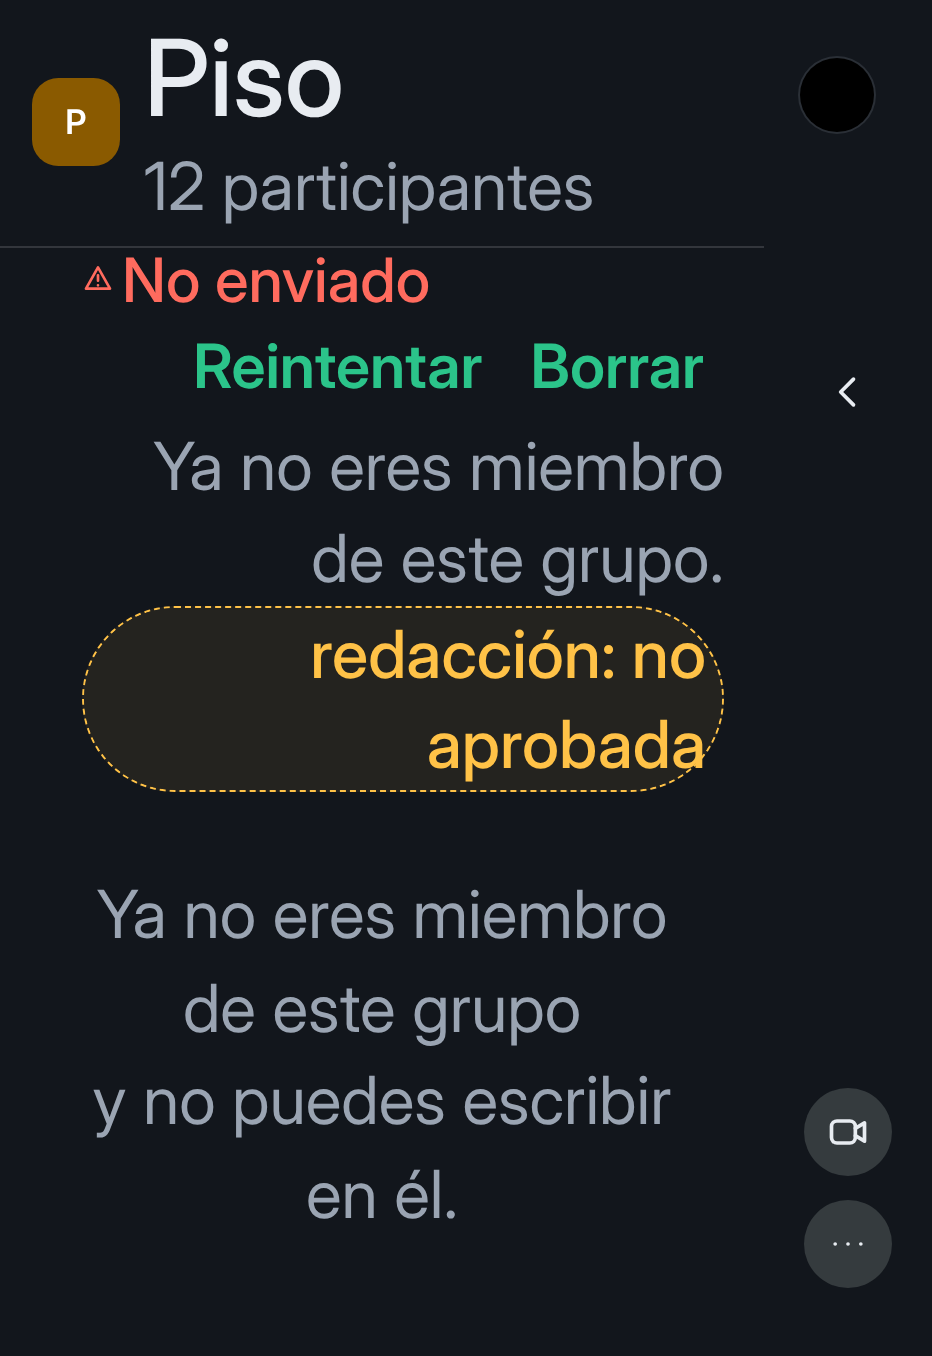 P
Piso
12 participantes
No enviado
Reintentar Borrar
Ya no eres miembro
de este grupo.
redacción: no
aprobada
Ya no eres miembro
de este grupo
y no puedes escribir
en él.